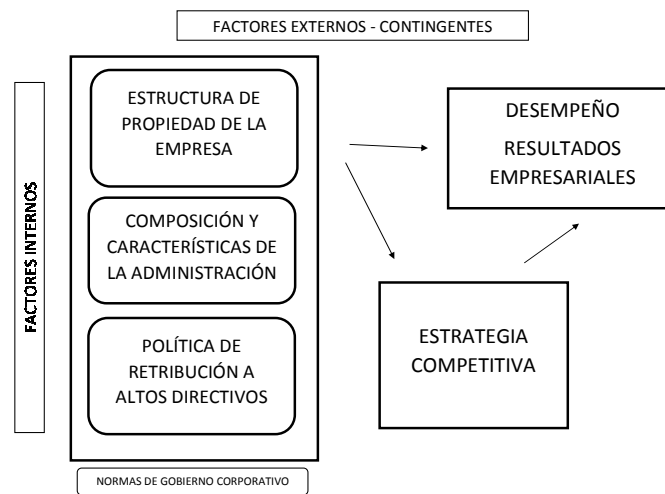 FACTORES EXTERNOS - CONTINGENTES
FACTORES INTERNOS
ESTRUCTURA DE
PROPIEDAD DE LA
EMPRESA
COMPOSICIÓN Y
CARACTERÍSTICAS DE
LA ADMINISTRACIÓN
POLÍTICA DE
RETRIBUCIÓN A
ALTOS DIRECTIVOS
NORMAS DE GOBIERNO CORPORATIVO
DESEMPEÑO
RESULTADOS
EMPRESARIALES
ESTRATEGIA
COMPETITIVA